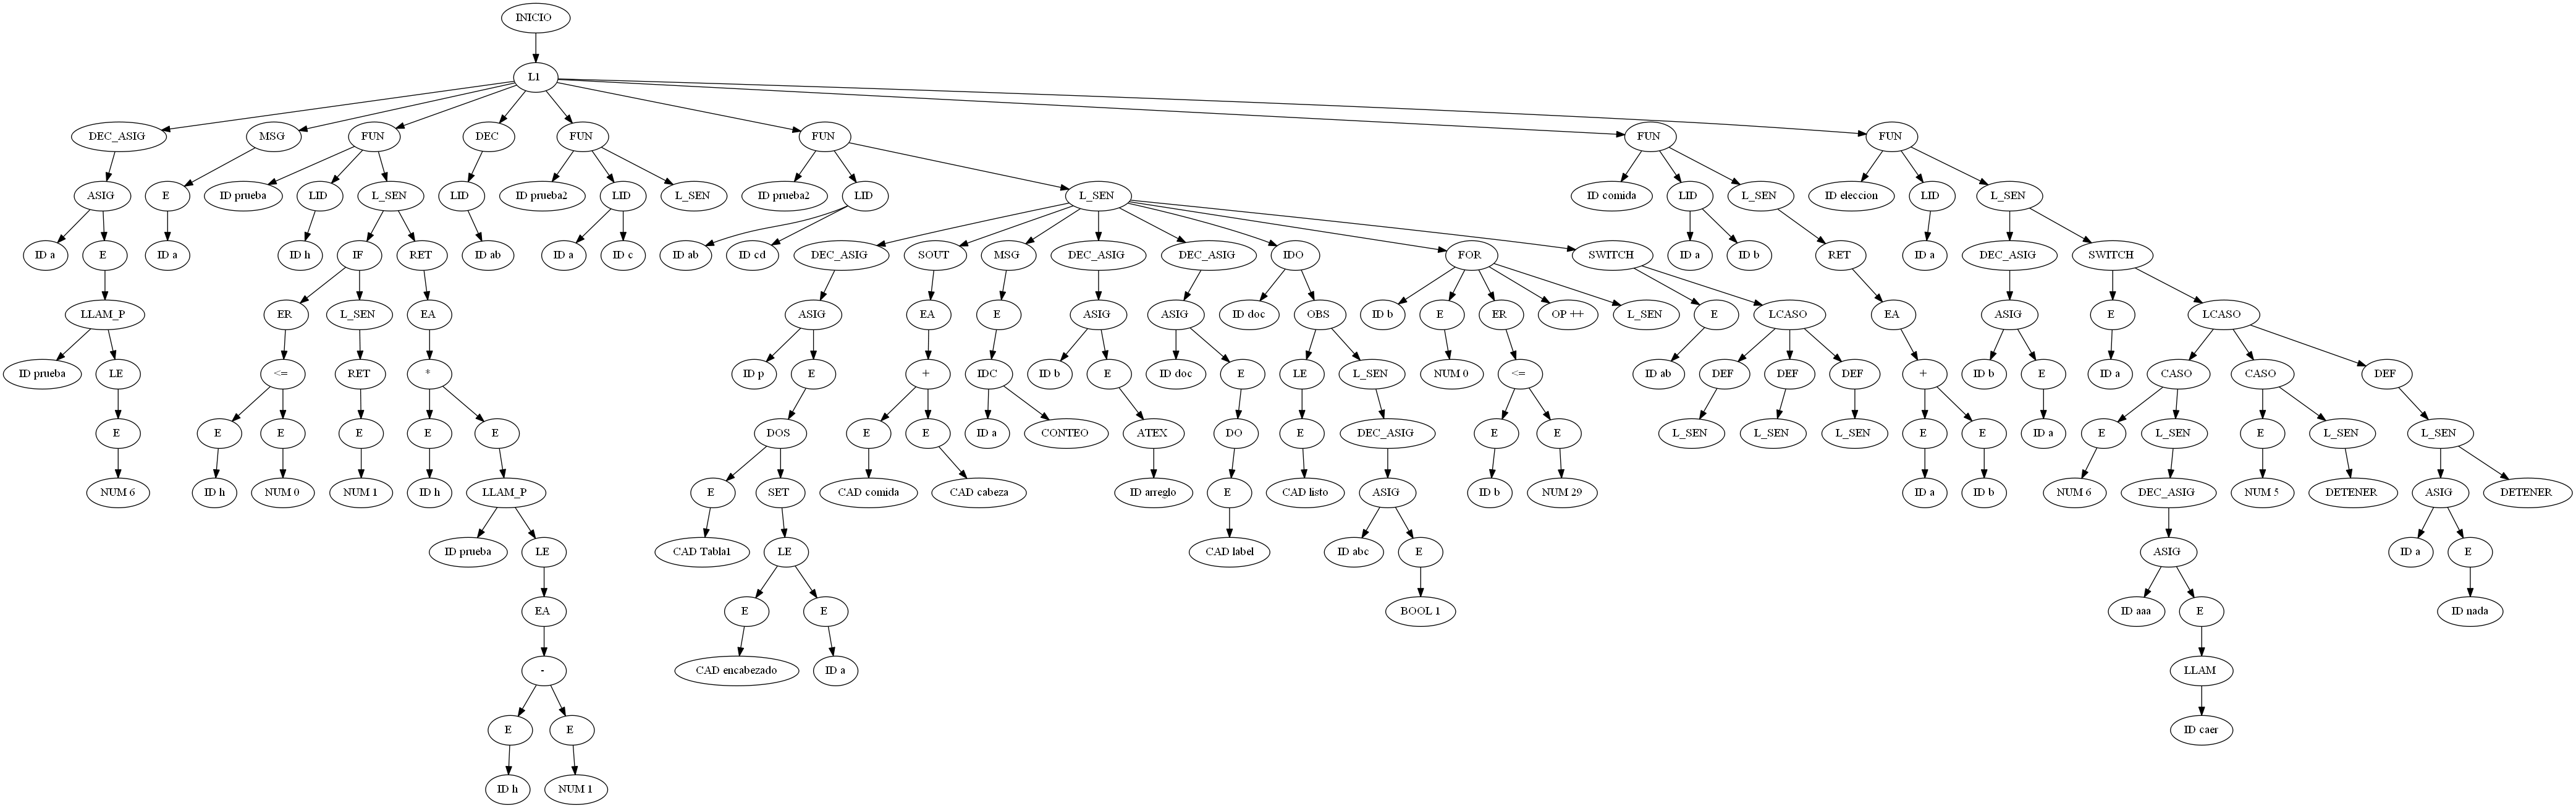 INICIO
L1
DEC_ASIG MSG FUN DEC FUN FUN FUN FUN
ASIG E ID prueba LID L_SEN LID ID prueba2 LID L_SEN ID prueba2 LID L_SEN ID comida LID L_SEN ID eleccion LID L_SEN
ID a E ID a ID h IF RET ID ab ID a ID c ID ab ID cd DEC_ASIG SOUT MSG DEC_ASIG DEC_ASIG IDO FOR SWITCH ID a ID b RET ID a DEC_ASIG SWITCH
LLAM_P ER L_SEN EA ASIG EA E ASIG ASIG ID doc OBS ID b E ER OP ++ L_SEN E LCASO EA ASIG E LCASO
ID prueba LE <= RET * ID p E + IDC ID b E ID doc E LE L_SEN NUM 0 <= ID ab DEF DEF DEF + ID b E ID a CASO CASO DEF
E E E E E E DOS E E ID a CONTEO ATEX DO E DEC_ASIG E E L_SEN L_SEN L_SEN E E ID a E L_SEN E L_SEN L_SEN
NUM 6 ID h NUM 0 NUM 1 ID h LLAM_P E SET CAD comida CAD cabeza ID arreglo E CAD listo ASIG ID b NUM 29 ID a ID b NUM 6 DEC_ASIG NUM 5 DETENER ASIG DETENER
ID prueba LE CAD Tabla1 LE CAD label ID abc E ASIG ID a E
EA E E BOOL 1 ID aaa E ID nada
- CAD encabezado ID a LLAM
E E ID caer
ID h NUM 1